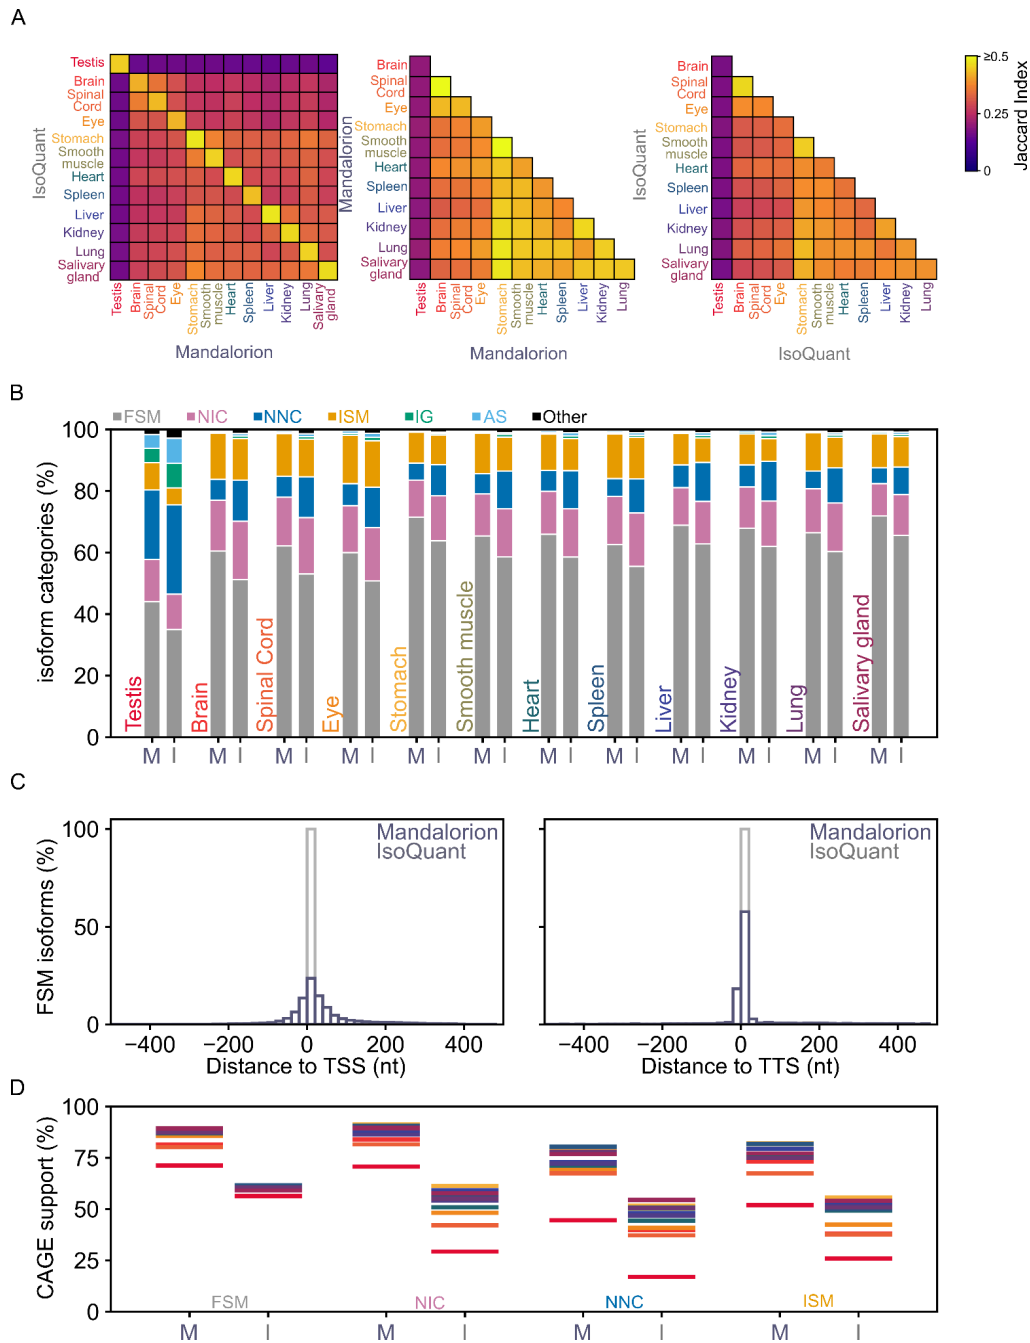 A
Testis
Brain
Spinal
Cord
Eye
Stomach
Smooth
muscle
Heart
Spleen
Liver
Kidney
Lung
Salivary
gland
IsoQuant
Testis
Brain
Spinal
Cord
Eye
Stomach
Smooth
muscle
Heart
Spleen
Liver
Kidney
Lung
Salivary
gland
Mandalorion
Brain
Spinal
Cord
Eye
Stomach
Smooth
muscle
Heart
Spleen
Liver
Kidney
Lung
Salivary
gland
Mandalorion
Testis
Brain
Spinal
Cord
Eye
Stomach
Smooth
muscle
Heart
Spleen
Liver
Kidney
Lung
Mandalorion
Brain
Spinal
Cord
Eye
Stomach
Smooth
muscle
Heart
Spleen
Liver
Kidney
Lung
Salivary
gland
IsoQuant
Testis
Brain
Spinal
Cord
Eye
Stomach
Smooth
muscle
Heart
Spleen
Liver
Kidney
Lung
IsoQuant
≥0.5
0.25
0
Jaccard Index
B
FSM NIC NNC ISM IG AS Other
100
80
60
40
20
0
isoform categories (%)
Testis
Brain
Spinal Cord
Eye
Stomach
Smooth muscle
Heart
Spleen
Liver
Kidney
Lung
Salivary gland
M I M I M I M I M I M I M I M I M I M I M I M I
C
100
50
0
FSM isoforms (%)
Mandalorion
IsoQuant
−400 −200 0 200 400
Distance to TSS (nt)
Mandalorion
IsoQuant
−400 −200 0 200 400
Distance to TTS (nt)
D
100
75
50
25
0
CAGE support (%)
FSM NIC NNC ISM
M I M I M I M I